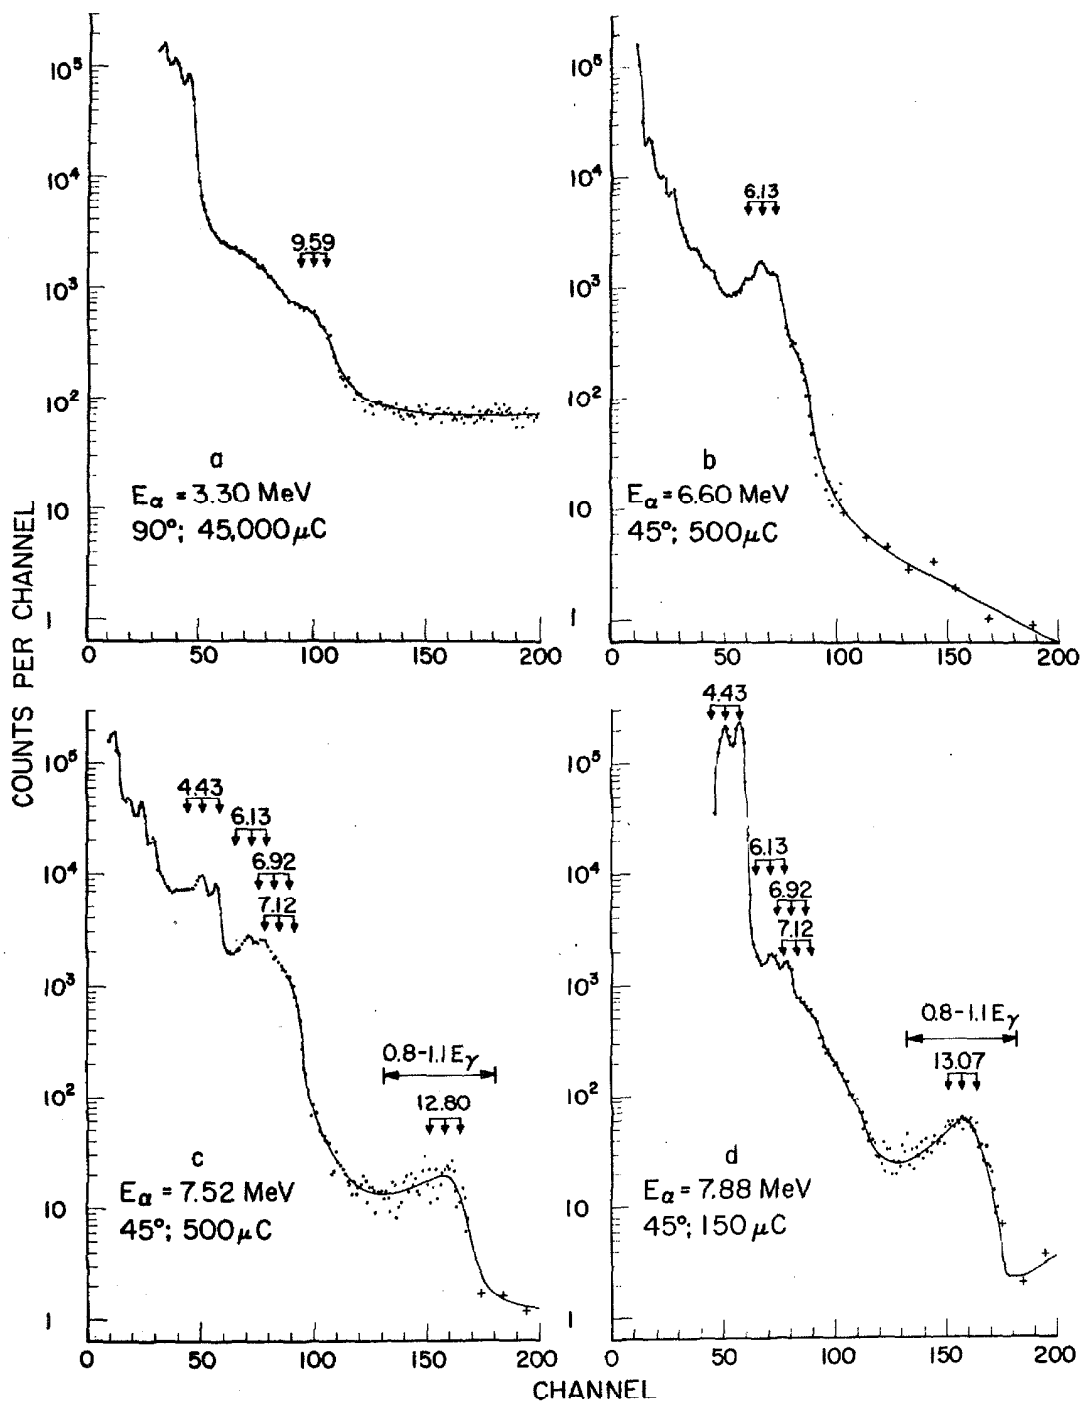 COUNTS PER CHANNEL
10⁵
10⁴
10³
10²
10
1
9.59
a
Eα = 3.30 MeV
90°; 45,000 μC
0 50 100 150 200
10⁵
10⁴
10³
10²
10
1
6.13
b
Eα = 6.60 MeV
45°; 500 μC
0 50 100 150 200
10⁵
10⁴
10³
10²
10
1
4.43
6.13
6.92
7.12
0.8-1.1 Eγ
12.80
c
Eα = 7.52 MeV
45°; 500 μC
0 50 100 150 200
4.43
10⁵
10⁴
10³
10²
10
1
6.13
6.92
7.12
0.8-1.1 Eγ
13.07
d
Eα = 7.88 MeV
45°; 150 μC
50 100 150 200
CHANNEL